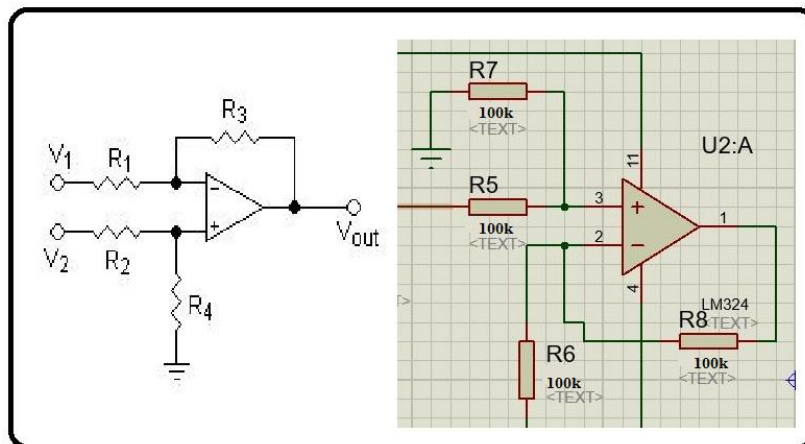 V1
R1
R3
V2
R2
R4
Vout
-
+
R7
100k
<TEXT>
U2:A
11
R5
100k
<TEXT>
3
2
+
-
1
4
LM324
<TEXT>
R8
100k
<TEXT>
R6
100k
<TEXT>
>